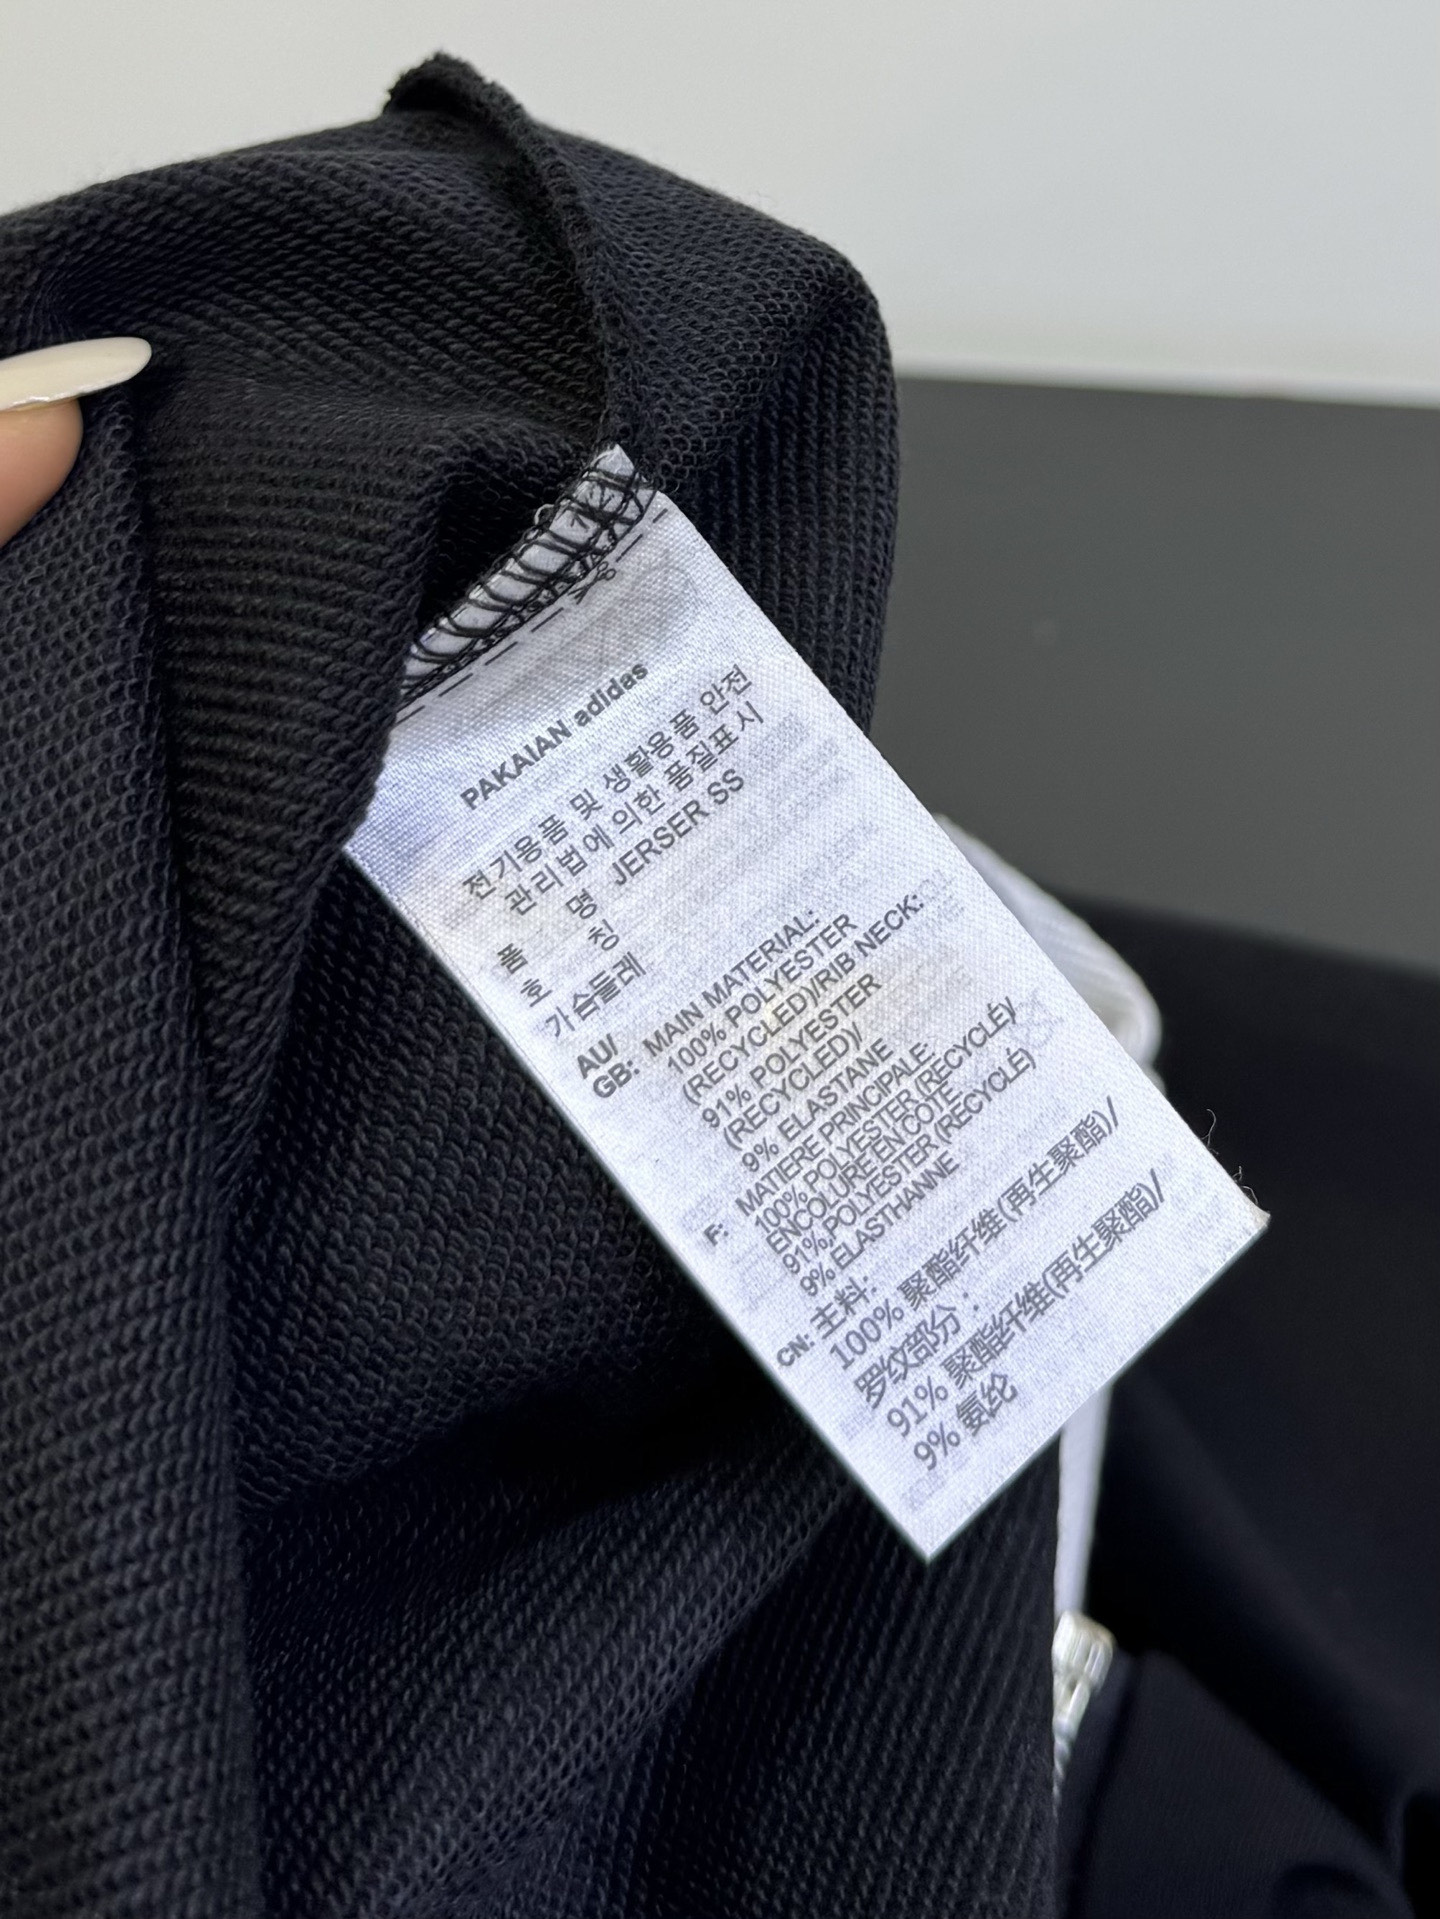 PAKAIAN adidas
전기용품 및 생활용품 안전
관리법에 의한 품질표시
품 명 JERSER SS
호 칭
가슴둘레
AU/
GB: MAIN MATERIAL:
100% POLYESTER
(RECYCLED)/RIB NECK:
91% POLYESTER
(RECYCLED)/
9% ELASTANE
F: MATIERE PRINCIPALE:
100% POLYESTER (RECYCLÉ)/
ENCOLURE EN COTE
91% POLYESTER (RECYCLÉ)
9% ELASTHANNE
CN: 主料:
100% 聚酯纤维(再生聚酯)/
罗纹部分:
91% 聚酯纤维(再生聚酯)/
9% 氨纶